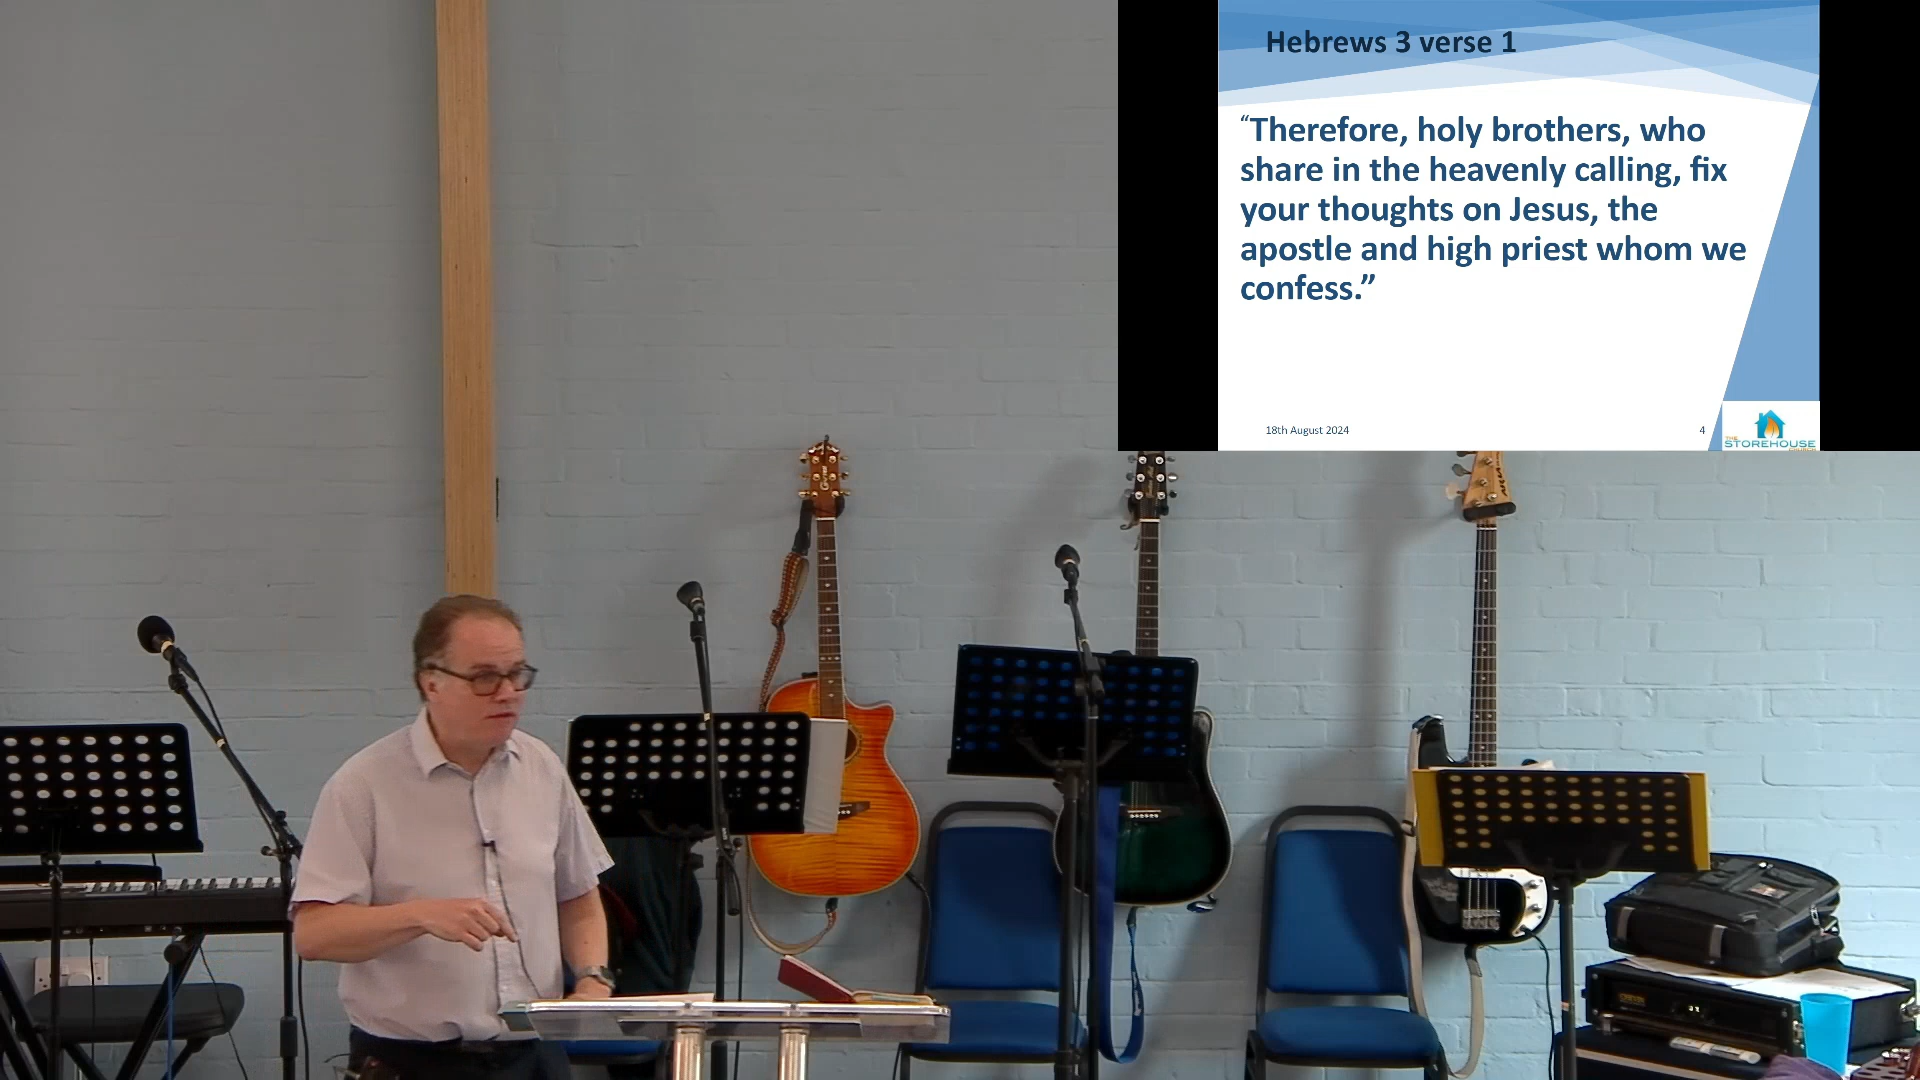 Hebrews 3 verse 1
“Therefore, holy brothers, who
share in the heavenly calling, fix
your thoughts on Jesus, the
apostle and high priest whom we
confess.”
18th August 2024
4
THE
STOREHOUSE